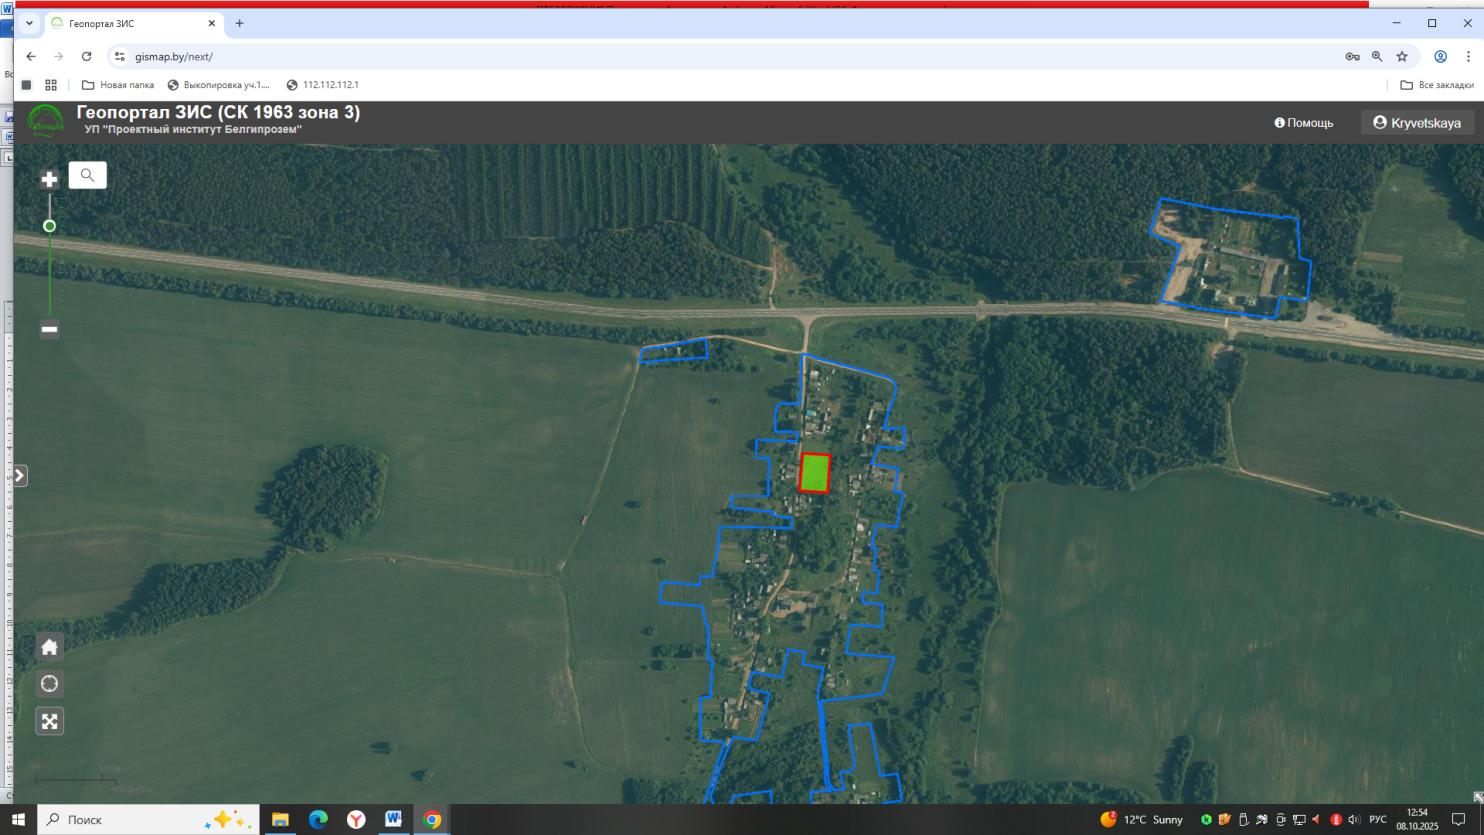 Геопортал ЗИС
gismap.by/next/
Новая папка
Выкопировка уч.1....
112.112.112.1
Все закладки
Геопортал ЗИС (СК 1963 зона 3)
УП "Проектный институт Белгипрозем"
Помощь
Kryvetskaya
Поиск
12°C Sunny
РУС
12:54
08.10.2025